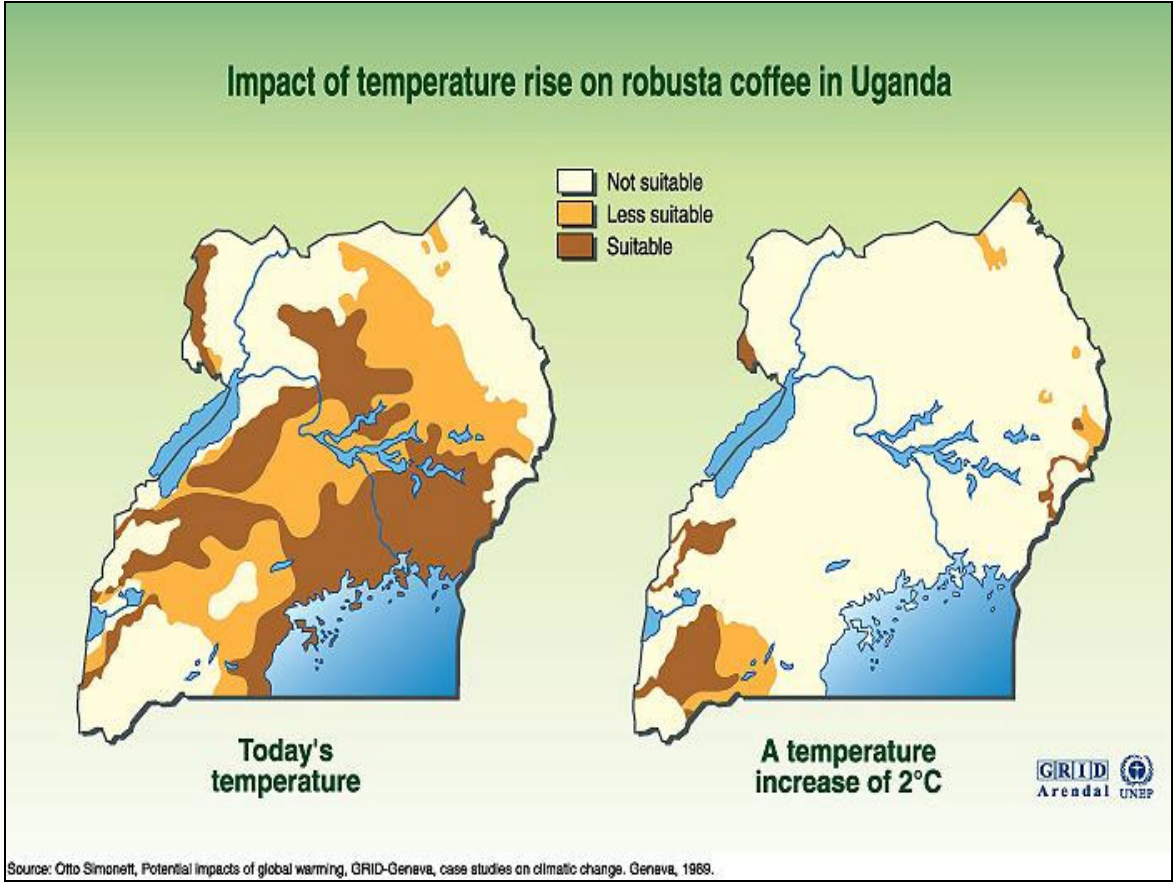 Impact of temperature rise on robusta coffee in Uganda
Not suitable
Less suitable
Suitable
Today's
temperature
A temperature
increase of 2°C
GRID
Arendal
UNEP
Source: Otto Simonett, Potential impacts of global warming, GRID-Geneva, case studies on climatic change. Geneva, 1989.